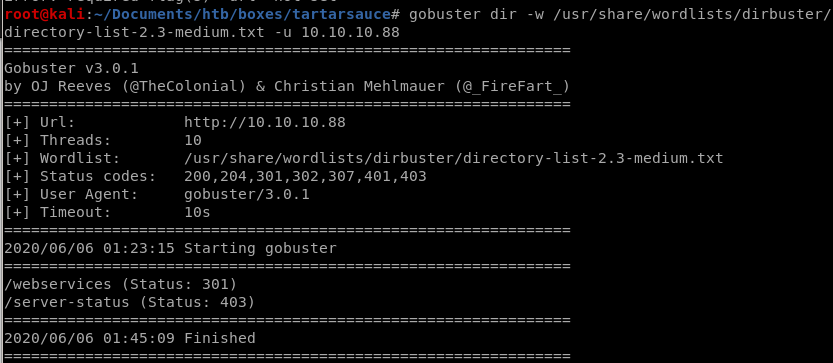 root@kali:~/Documents/htb/boxes/tartarsauce# gobuster dir -w /usr/share/wordlists/dirbuster/
directory-list-2.3-medium.txt -u 10.10.10.88
===============================================================
Gobuster v3.0.1
by OJ Reeves (@TheColonial) & Christian Mehlmauer (@_FireFart_)
===============================================================
[+] Url:            http://10.10.10.88
[+] Threads:        10
[+] Wordlist:       /usr/share/wordlists/dirbuster/directory-list-2.3-medium.txt
[+] Status codes:   200,204,301,302,307,401,403
[+] User Agent:     gobuster/3.0.1
[+] Timeout:        10s
===============================================================
2020/06/06 01:23:15 Starting gobuster
===============================================================
/webservices (Status: 301)
/server-status (Status: 403)
===============================================================
2020/06/06 01:45:09 Finished
===============================================================